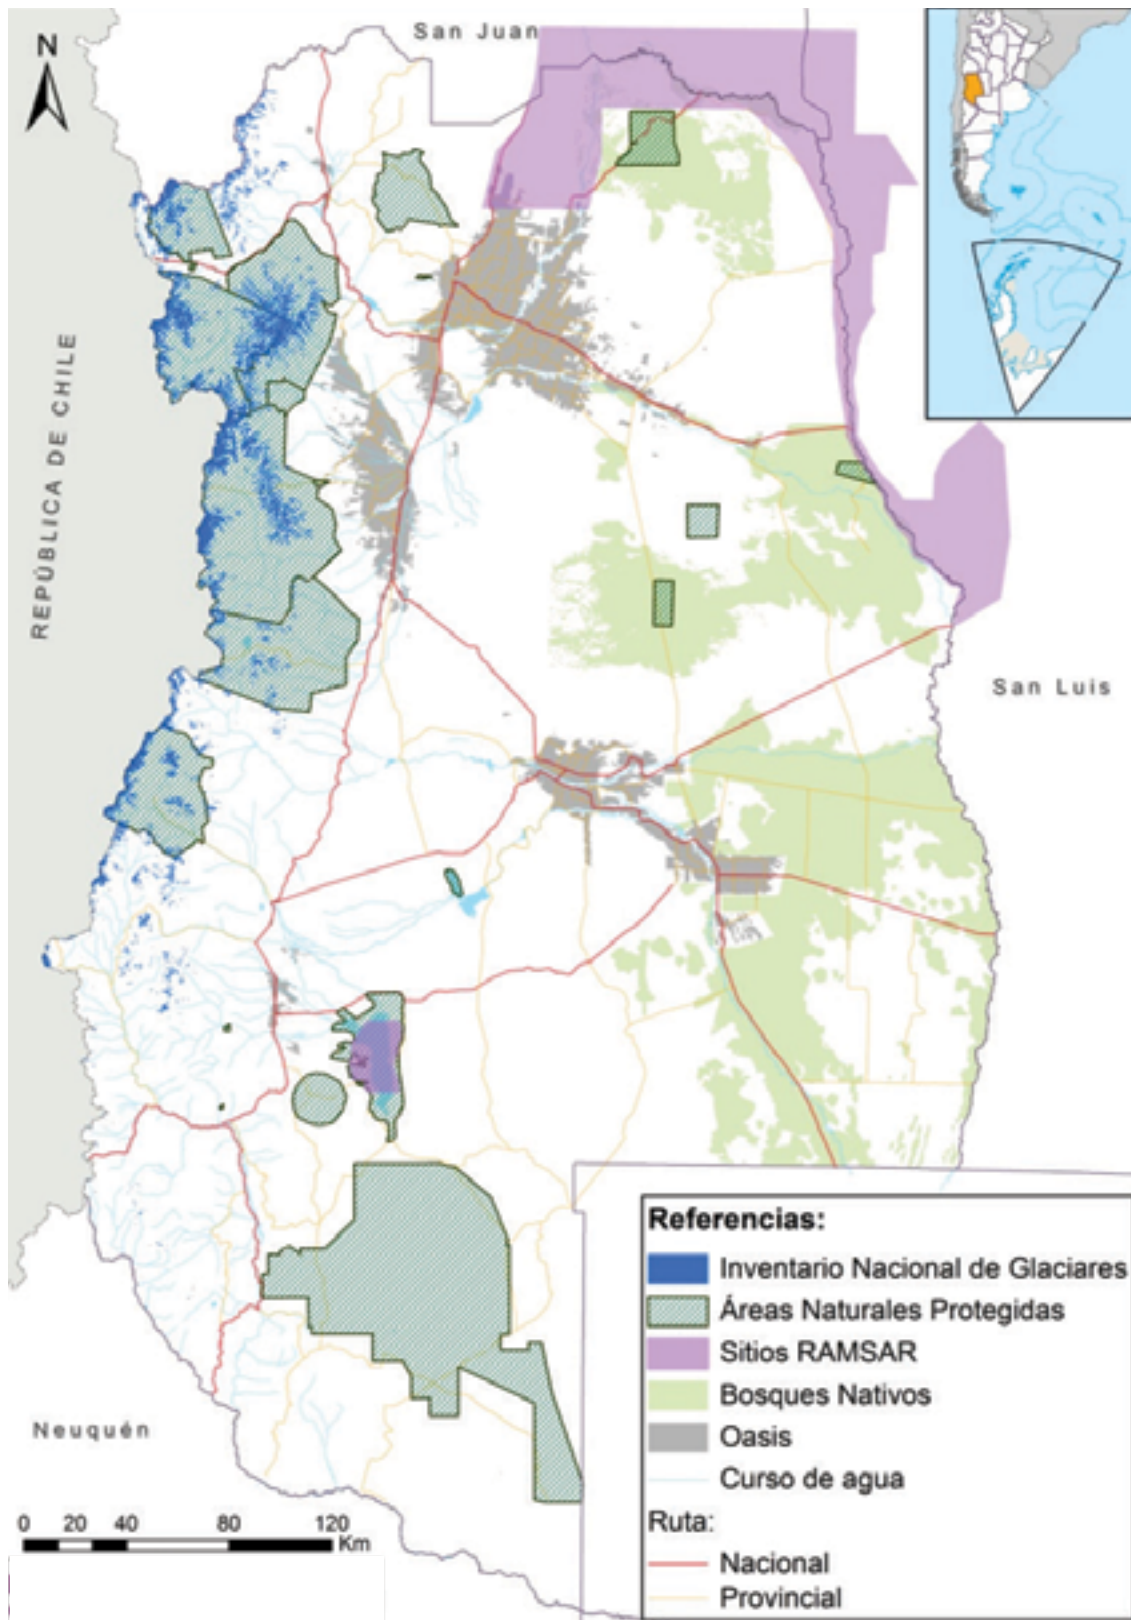 San Juan
N
REPÚBLICA DE CHILE
San Luis
Neuquén
Referencias:
Inventario Nacional de Glaciares
Áreas Naturales Protegidas
Sitios RAMSAR
Bosques Nativos
Oasis
Curso de agua
Ruta:
Nacional
Provincial
0 20 40 80 120
Km